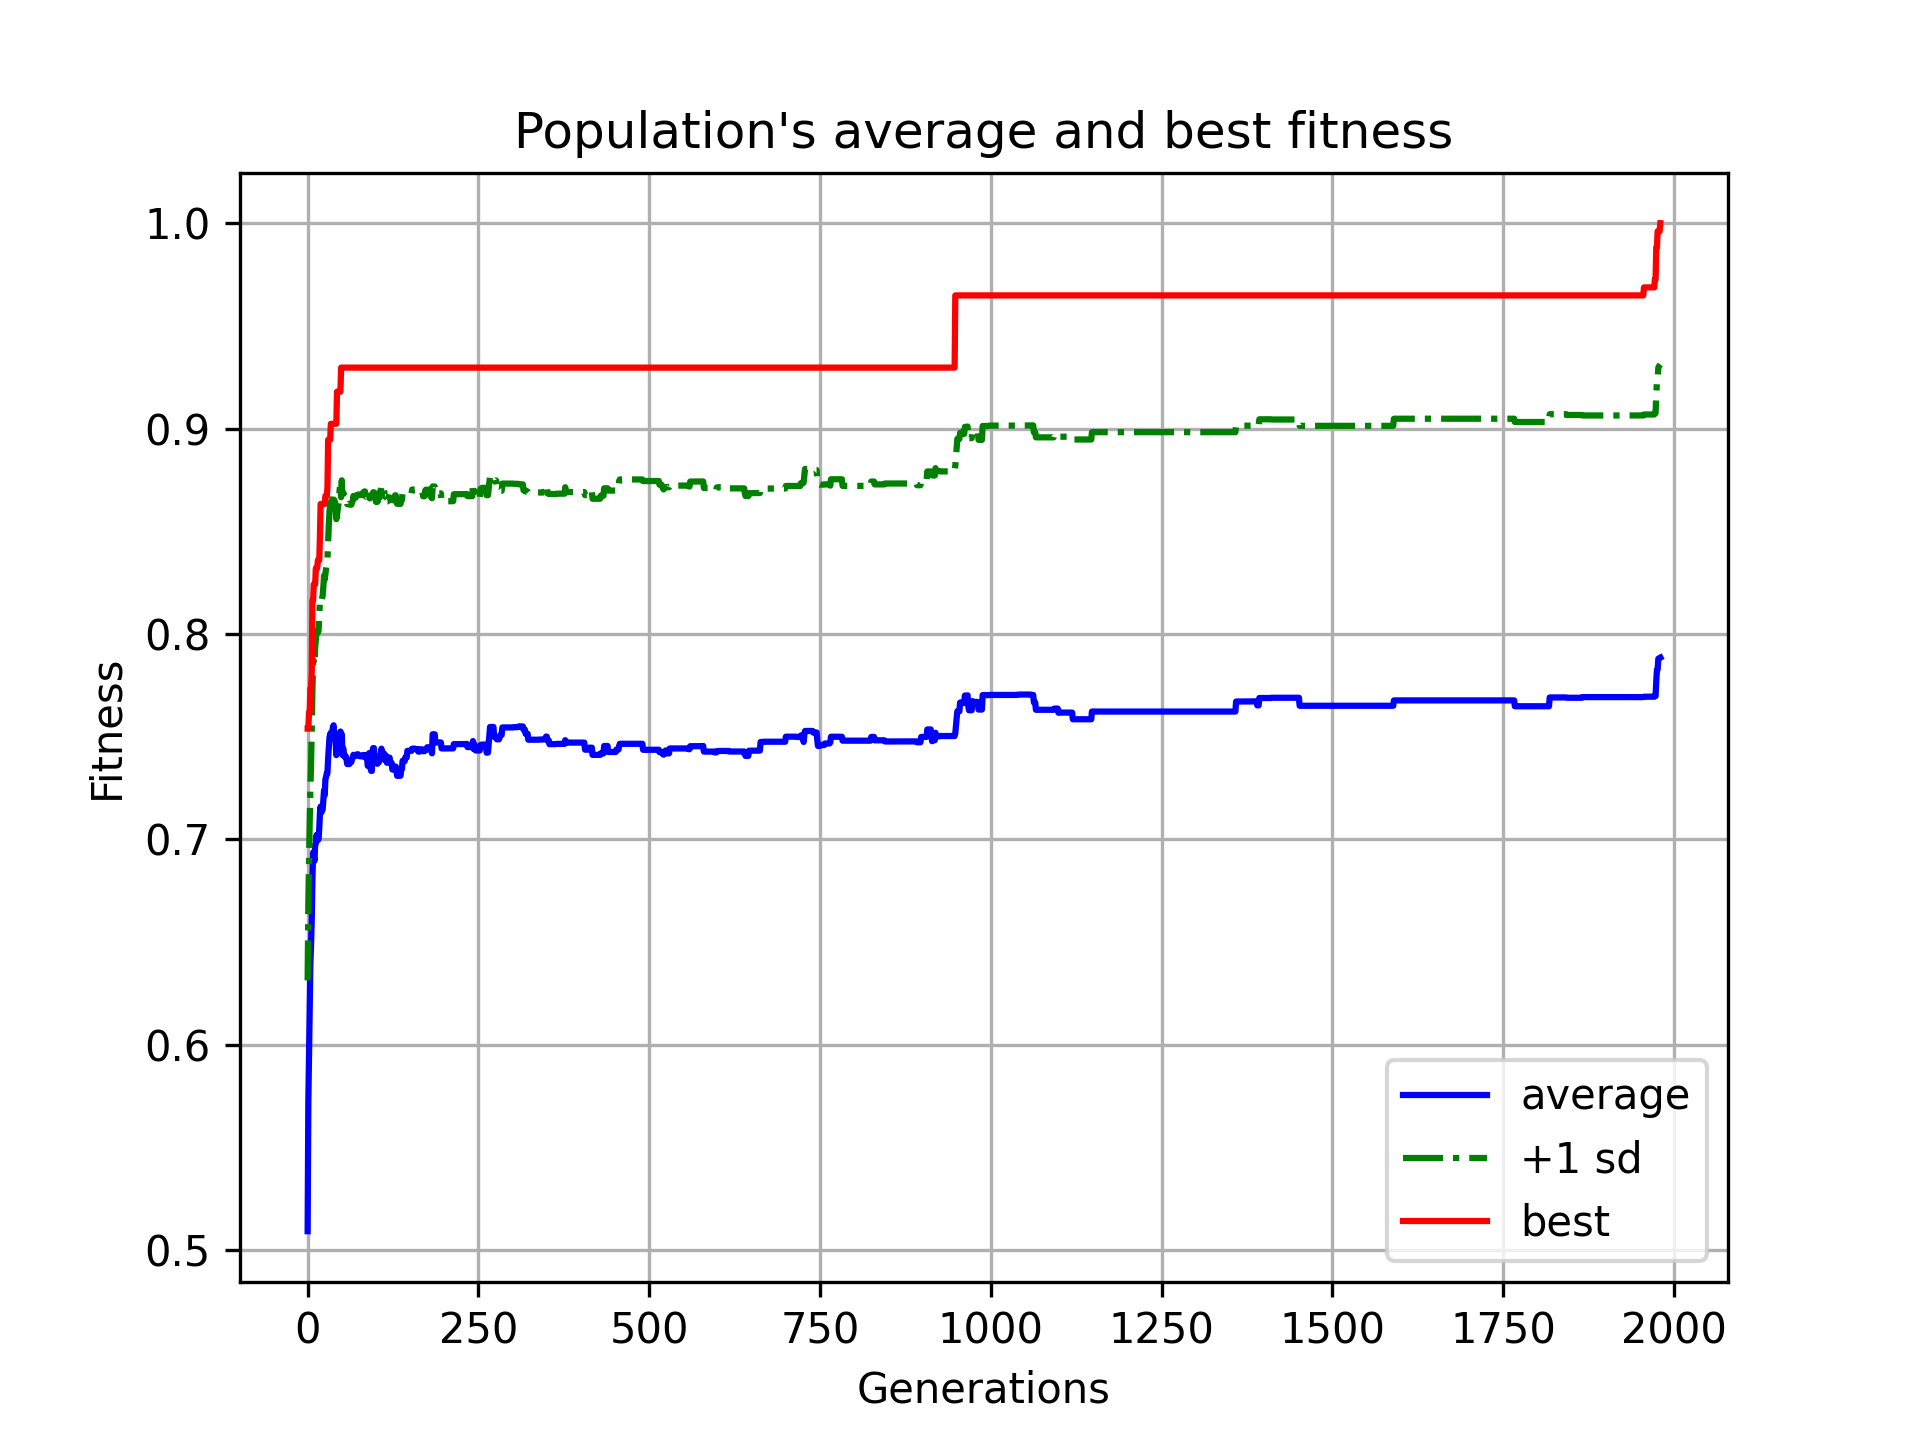 Population's average and best fitness
1.0
0.9
0.8
0.7
0.6
0.5
Fitness
0 250 500 750 1000 1250 1500 1750 2000
Generations
average
+1 sd
best